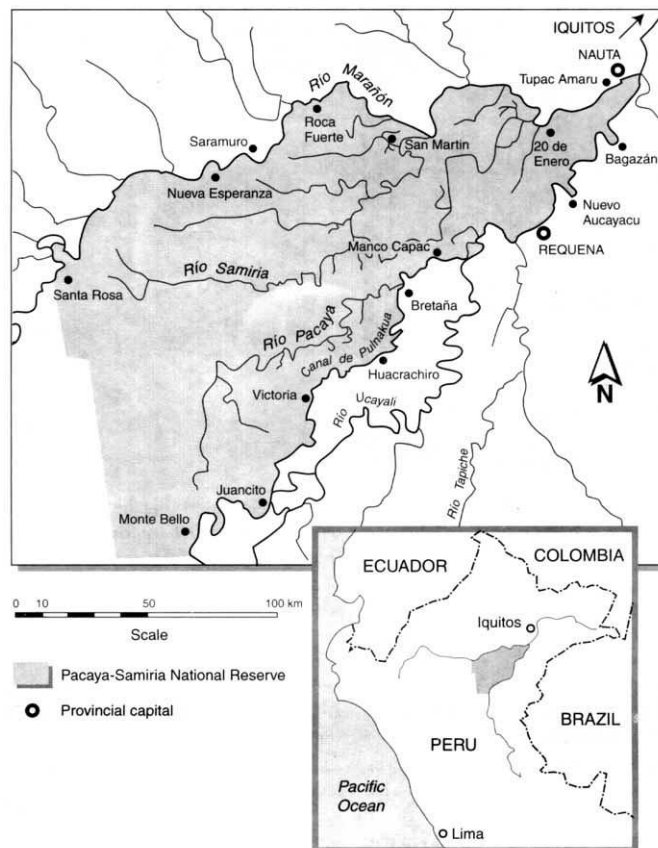 IQUITOS
NAUTA
Tupac Amaru
Río Marañón
Roca
Fuerte
Saramuro
San Martin
20 de
Enero
Bagazán
Nueva Esperanza
Nuevo
Aucayacu
Manco Capac
REQUENA
Río Samiria
Santa Rosa
Bretaña
Río Pacaya
Canal de Puinakua
Huacrachiro
Victoria
Río Ucayali
N
Río Tapiche
Juancito
Monte Bello
0 10 50 100 km
Scale
Pacaya-Samiria National Reserve
Provincial capital
ECUADOR
COLOMBIA
Iquitos
BRAZIL
PERU
Pacific
Ocean
Lima